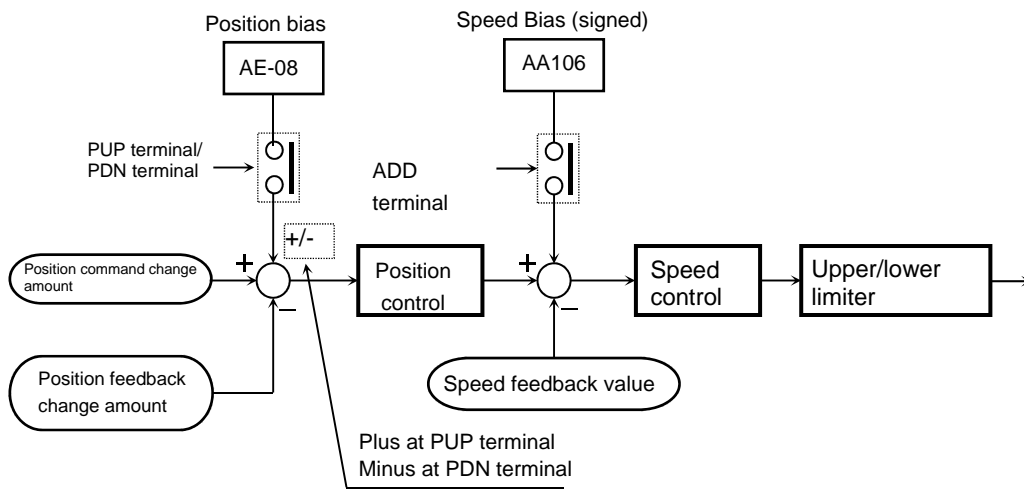 Position bias
Speed Bias (signed)
AE-08
AA106
PUP terminal/
PDN terminal
ADD
terminal
+/-
+
+
Position command change
amount
Position
control
Speed
control
Upper/lower
limiter
–
–
Position feedback
change amount
Speed feedback value
Plus at PUP terminal
Minus at PDN terminal